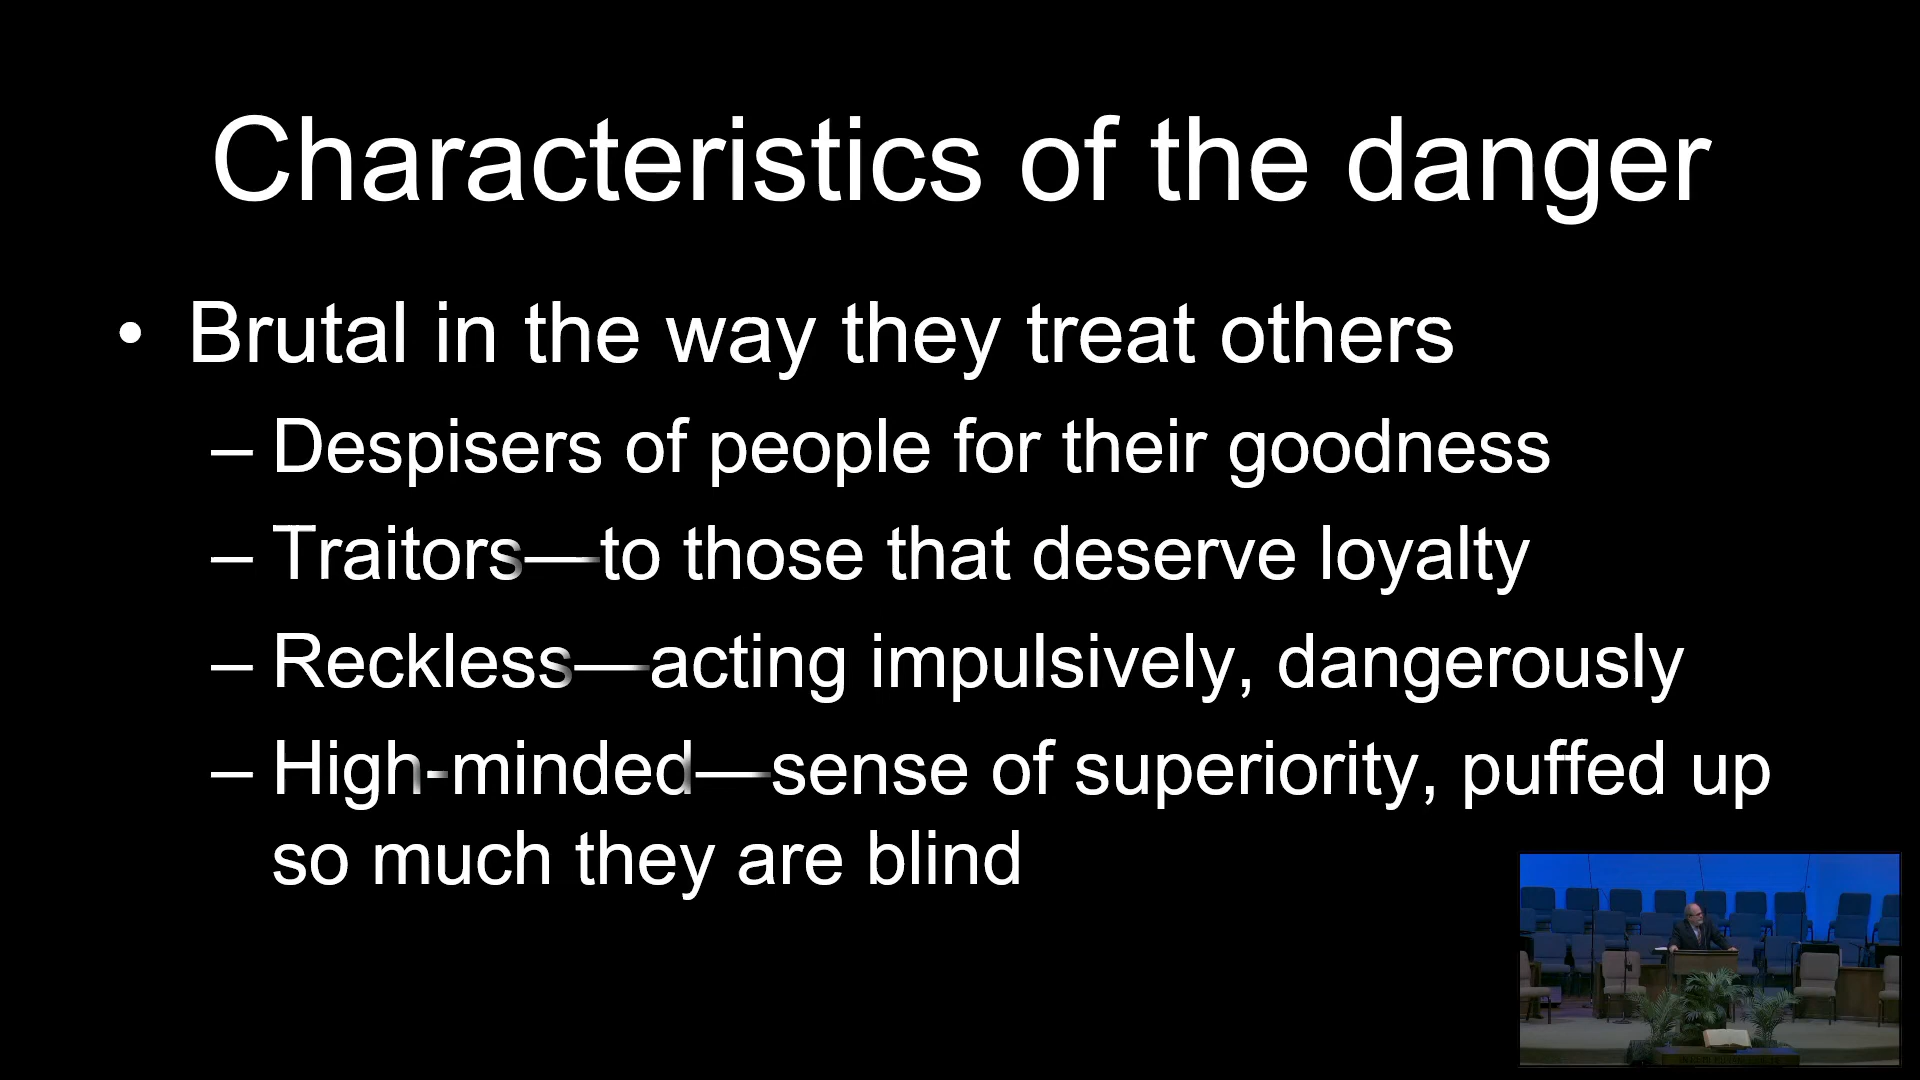 Characteristics of the danger
• Brutal in the way they treat others
– Despisers of people for their goodness
– Traitors—to those that deserve loyalty
– Reckless—acting impulsively, dangerously
– High-minded—sense of superiority, puffed up
so much they are blind